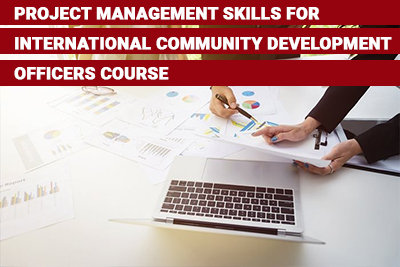 PROJECT MANAGEMENT SKILLS FOR
INTERNATIONAL COMMUNITY DEVELOPMENT
OFFICERS COURSE